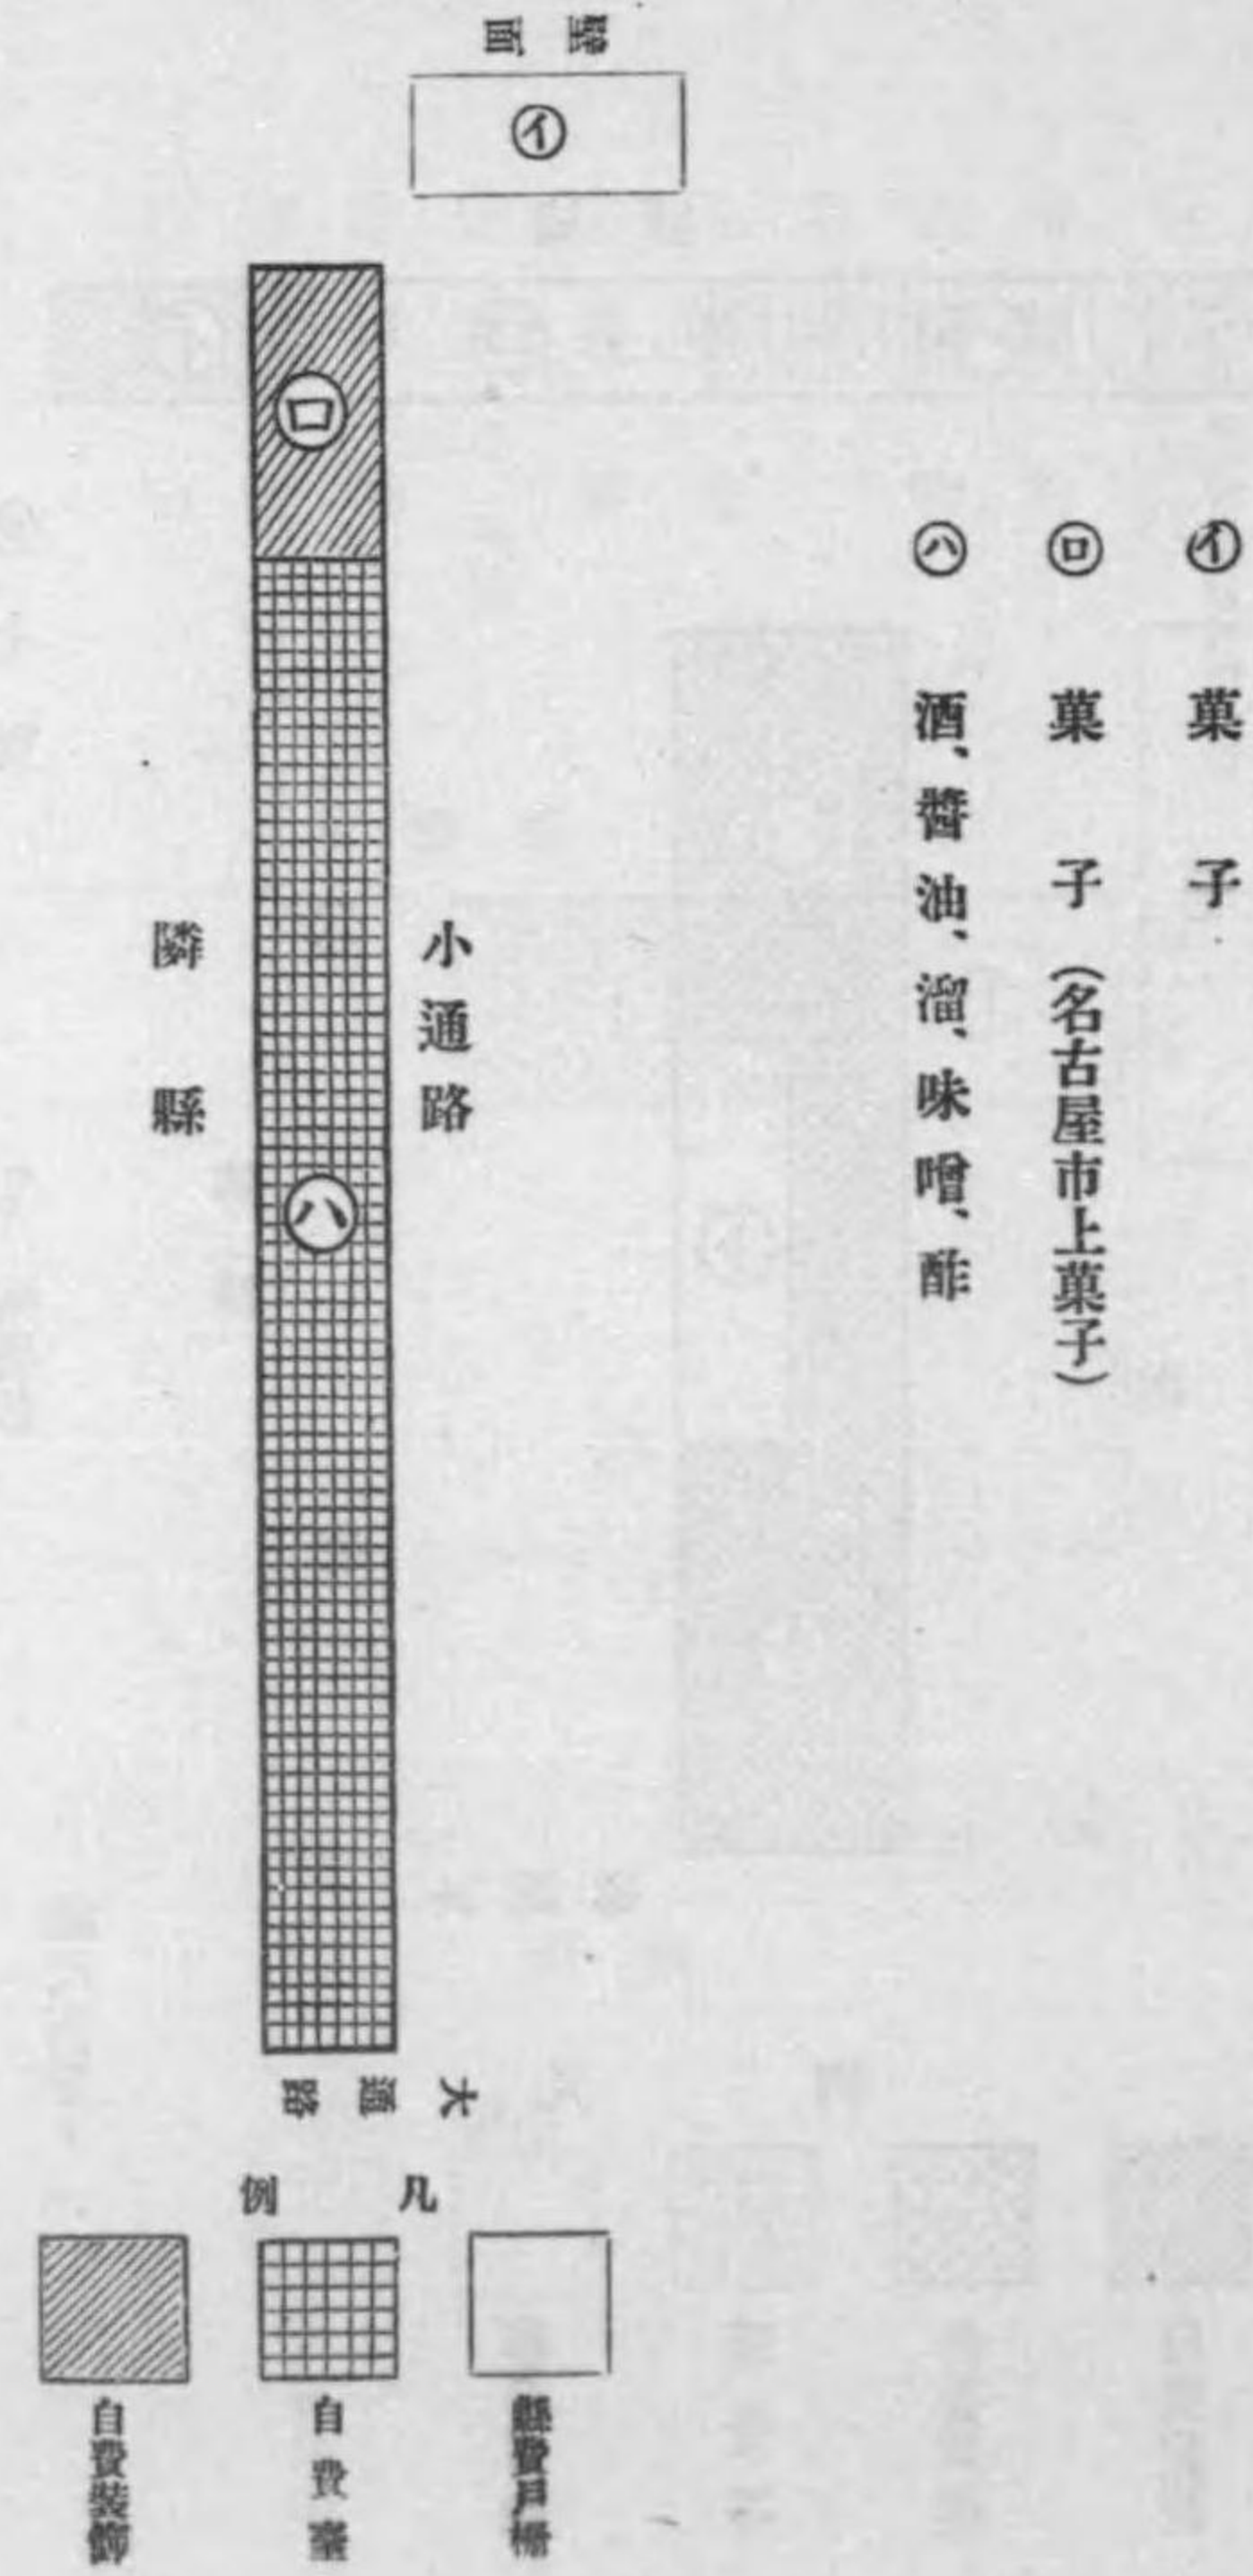 ㋑ 菓子
㋺ 菓子（名古屋市上菓子）
㋩ 酒、醬油、溜、味噌、酢
壁面
㋑
㋺
㋩
小通路
隣縣
大通路
凡例
縣費戸棚
自費臺
自費裝飾